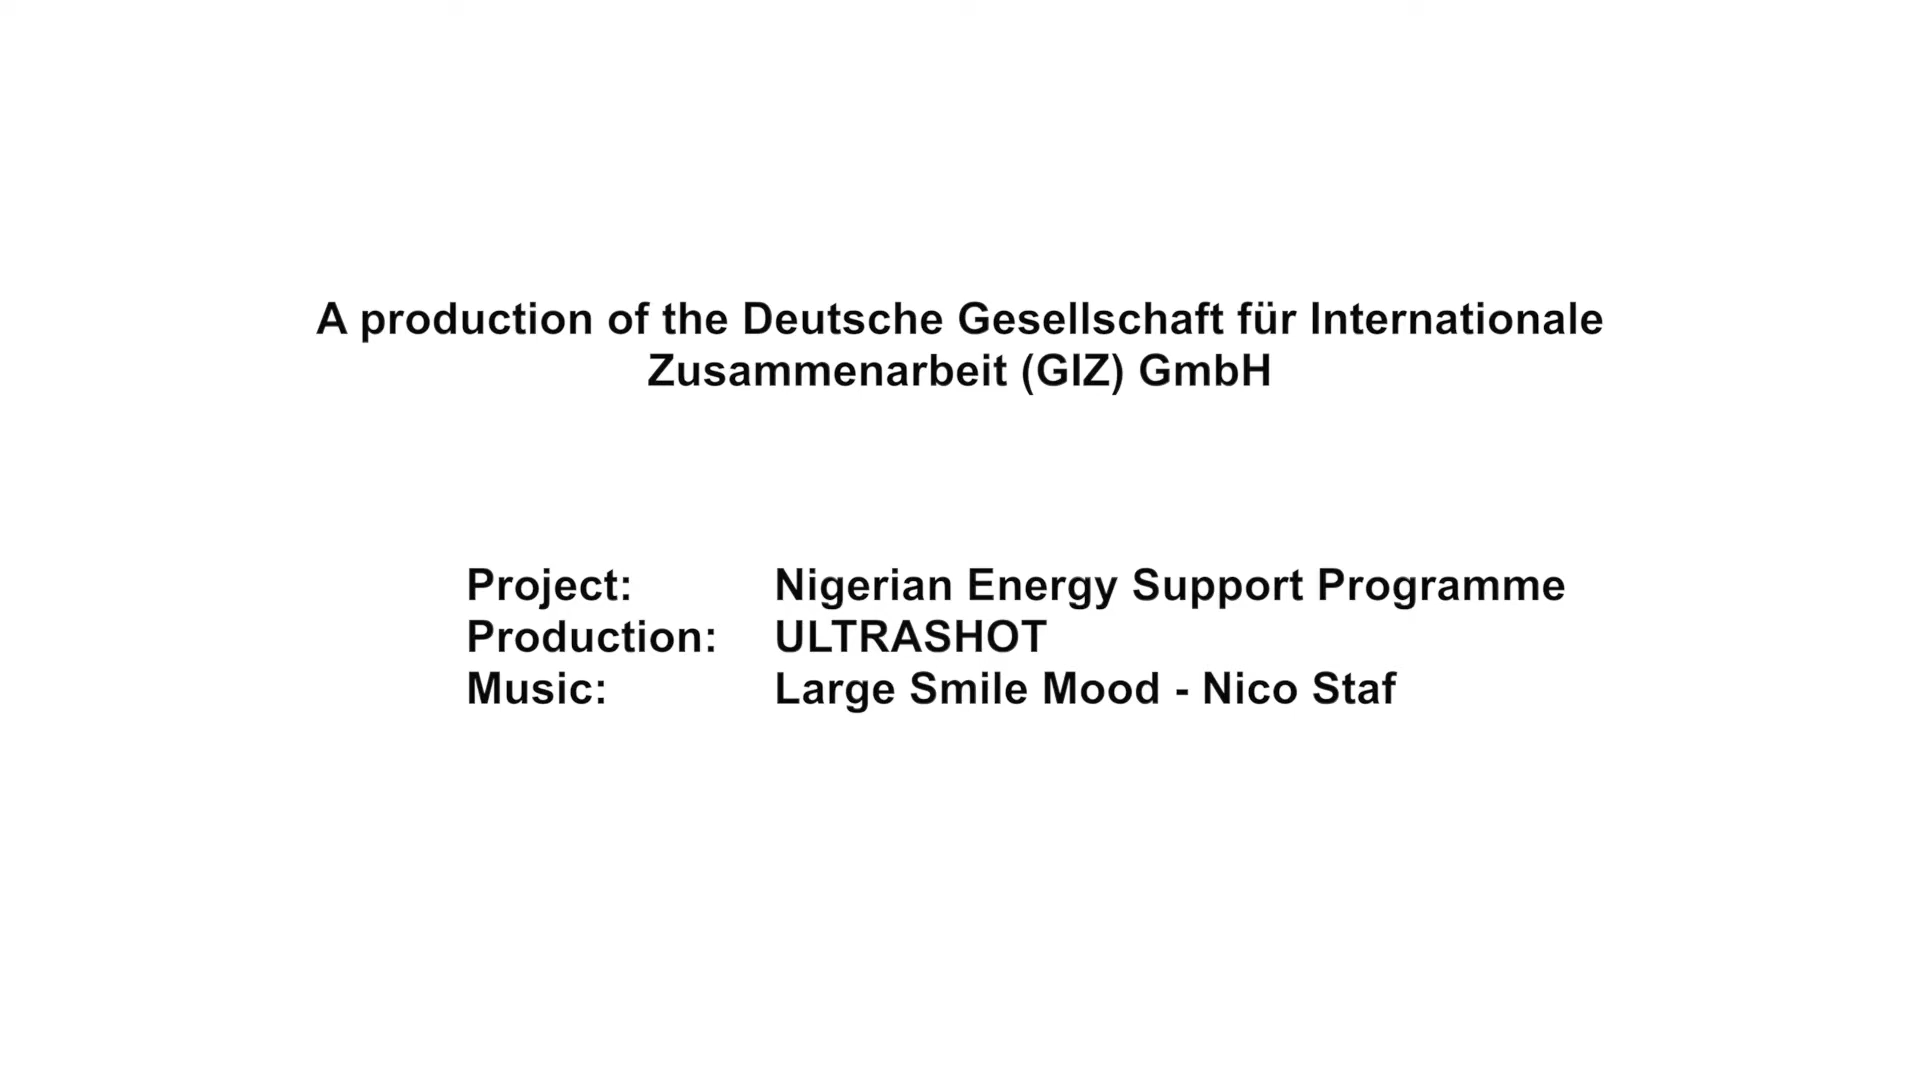 A production of the Deutsche Gesellschaft für Internationale
Zusammenarbeit (GIZ) GmbH
Project: Nigerian Energy Support Programme
Production: ULTRASHOT
Music: Large Smile Mood - Nico Staf